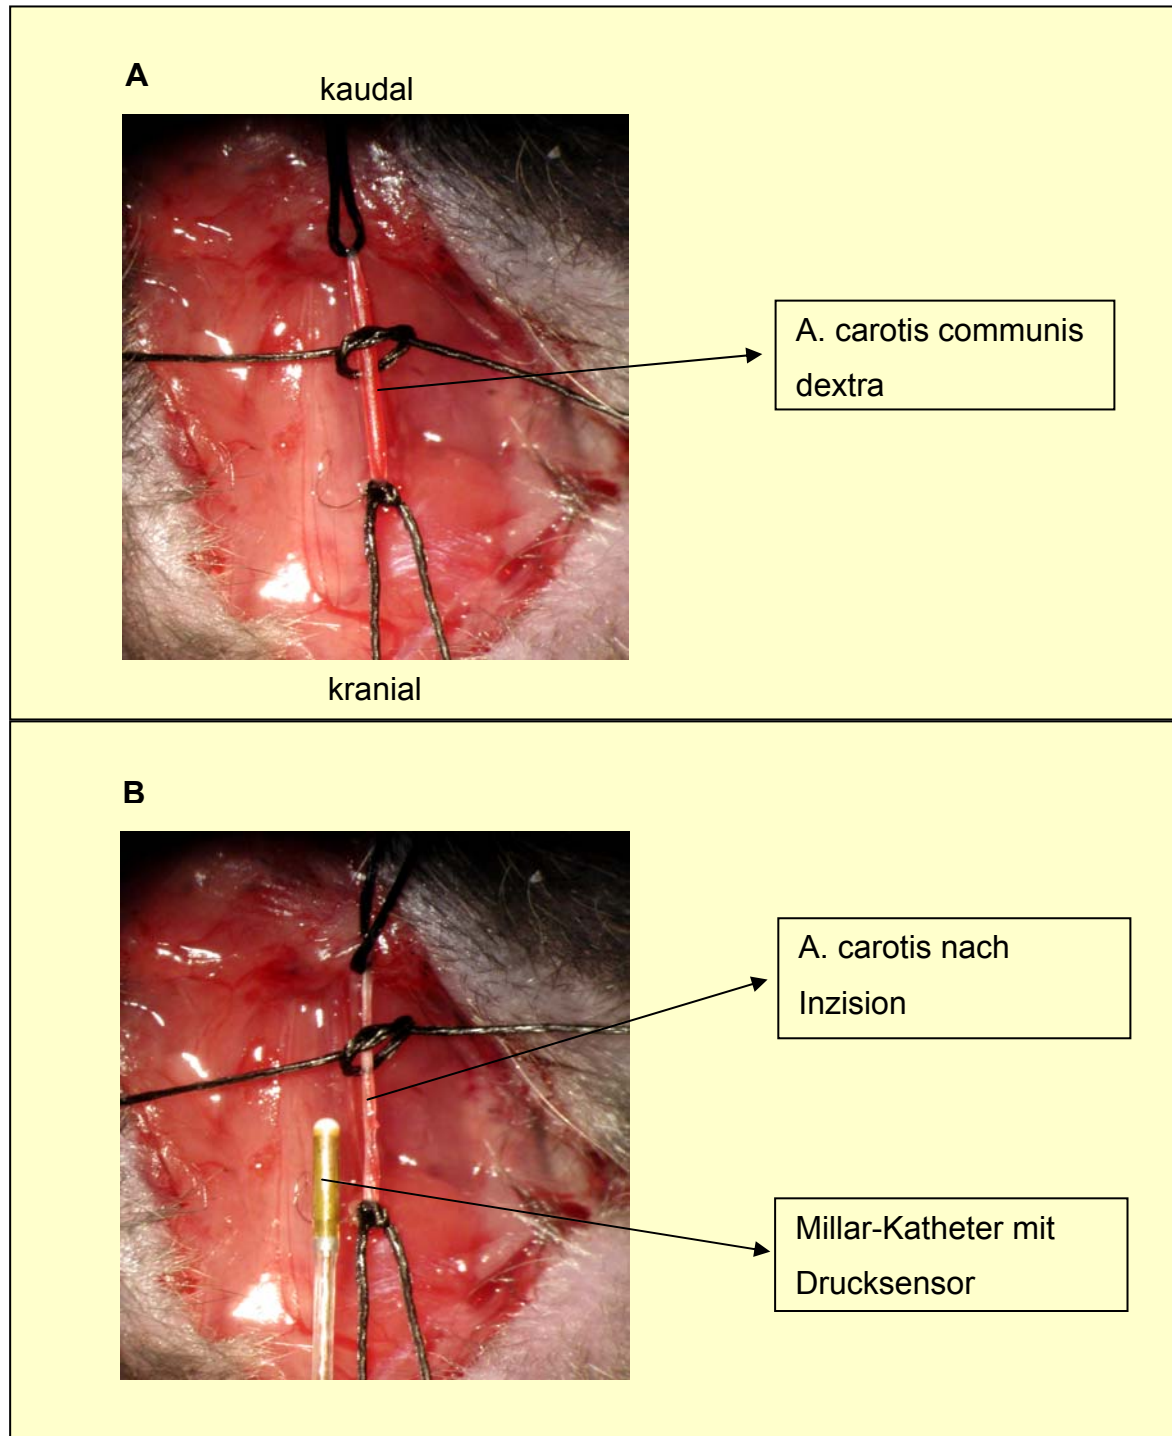 A
kaudal
A. carotis communis
dextra
kranial
B
A. carotis nach
Inzision
Millar-Katheter mit
Drucksensor